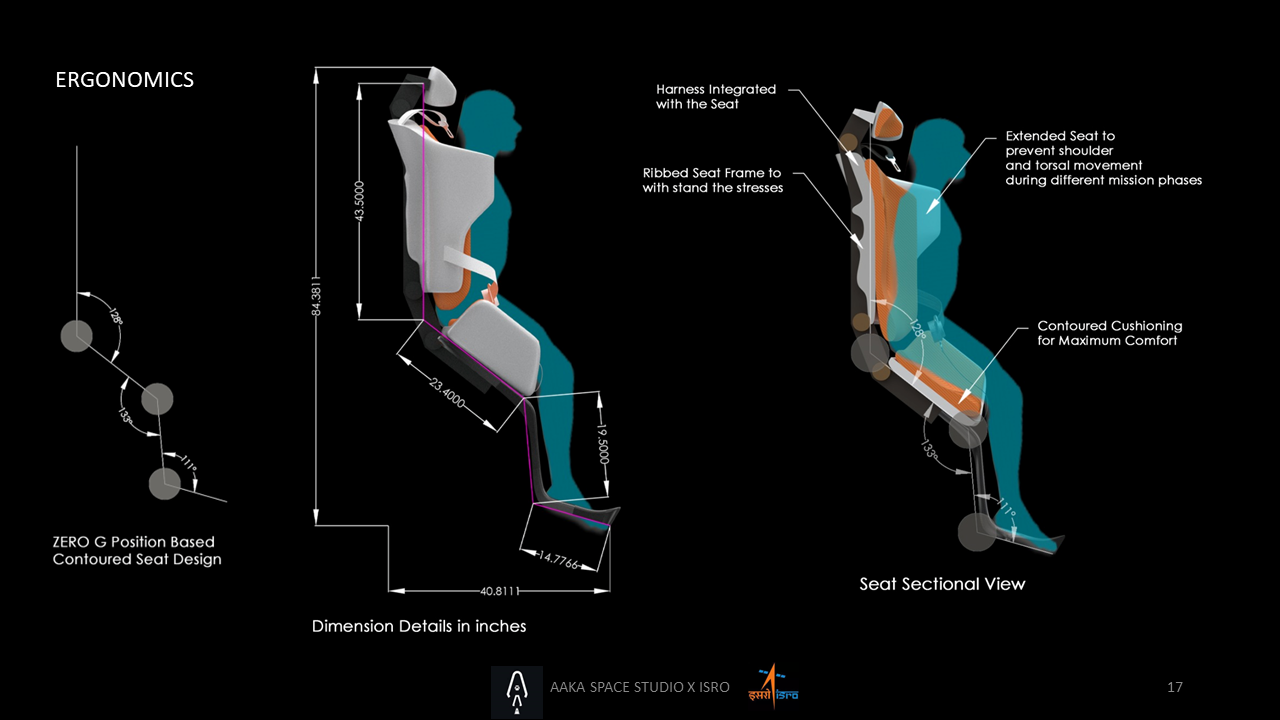 ERGONOMICS
128°
133°
111°
ZERO G Position Based
Contoured Seat Design
84.3811
43.5000
23.4000
19.5000
14.7766
40.8111
Dimension Details in inches
Harness Integrated
with the Seat
Ribbed Seat Frame to
with stand the stresses
Extended Seat to
prevent shoulder
and torsal movement
during different mission phases
Contoured Cushioning
for Maximum Comfort
128°
133°
111°
Seat Sectional View
AAKA SPACE STUDIO X ISRO
इसरो isro
17